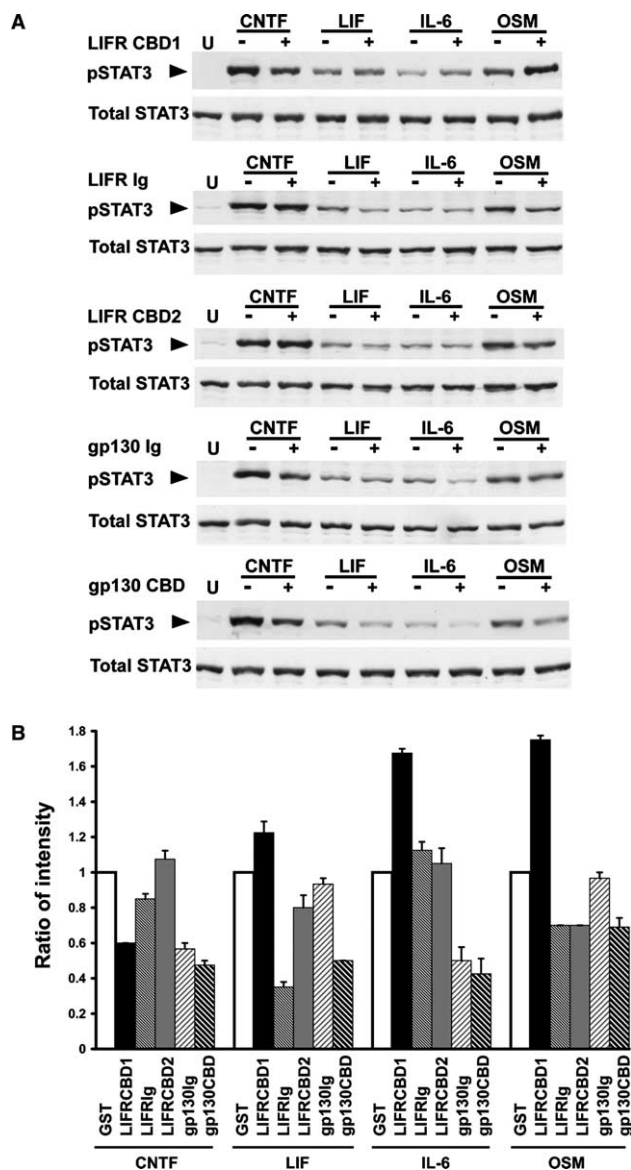 A
CNTF LIF IL-6 OSM
LIFR CBD1 U - + - + - + - +
pSTAT3
Total STAT3
CNTF LIF IL-6 OSM
LIFR Ig U - + - + - + - +
pSTAT3
Total STAT3
CNTF LIF IL-6 OSM
LIFR CBD2 U - + - + - + - +
pSTAT3
Total STAT3
CNTF LIF IL-6 OSM
gp130 Ig U - + - + - + - +
pSTAT3
Total STAT3
CNTF LIF IL-6 OSM
gp130 CBD U - + - + - + - +
pSTAT3
Total STAT3
B
Ratio of intensity
1.8
1.6
1.4
1.2
1
0.8
0.6
0.4
0.2
0
GST LIFRCBD1 LIFRIg LIFRCBD2 gp130Ig gp130CBD GST LIFRCBD1 LIFRIg LIFRCBD2 gp130Ig gp130CBD GST LIFRCBD1 LIFRIg LIFRCBD2 gp130Ig gp130CBD GST LIFRCBD1 LIFRIg LIFRCBD2 gp130Ig gp130CBD
CNTF LIF IL-6 OSM